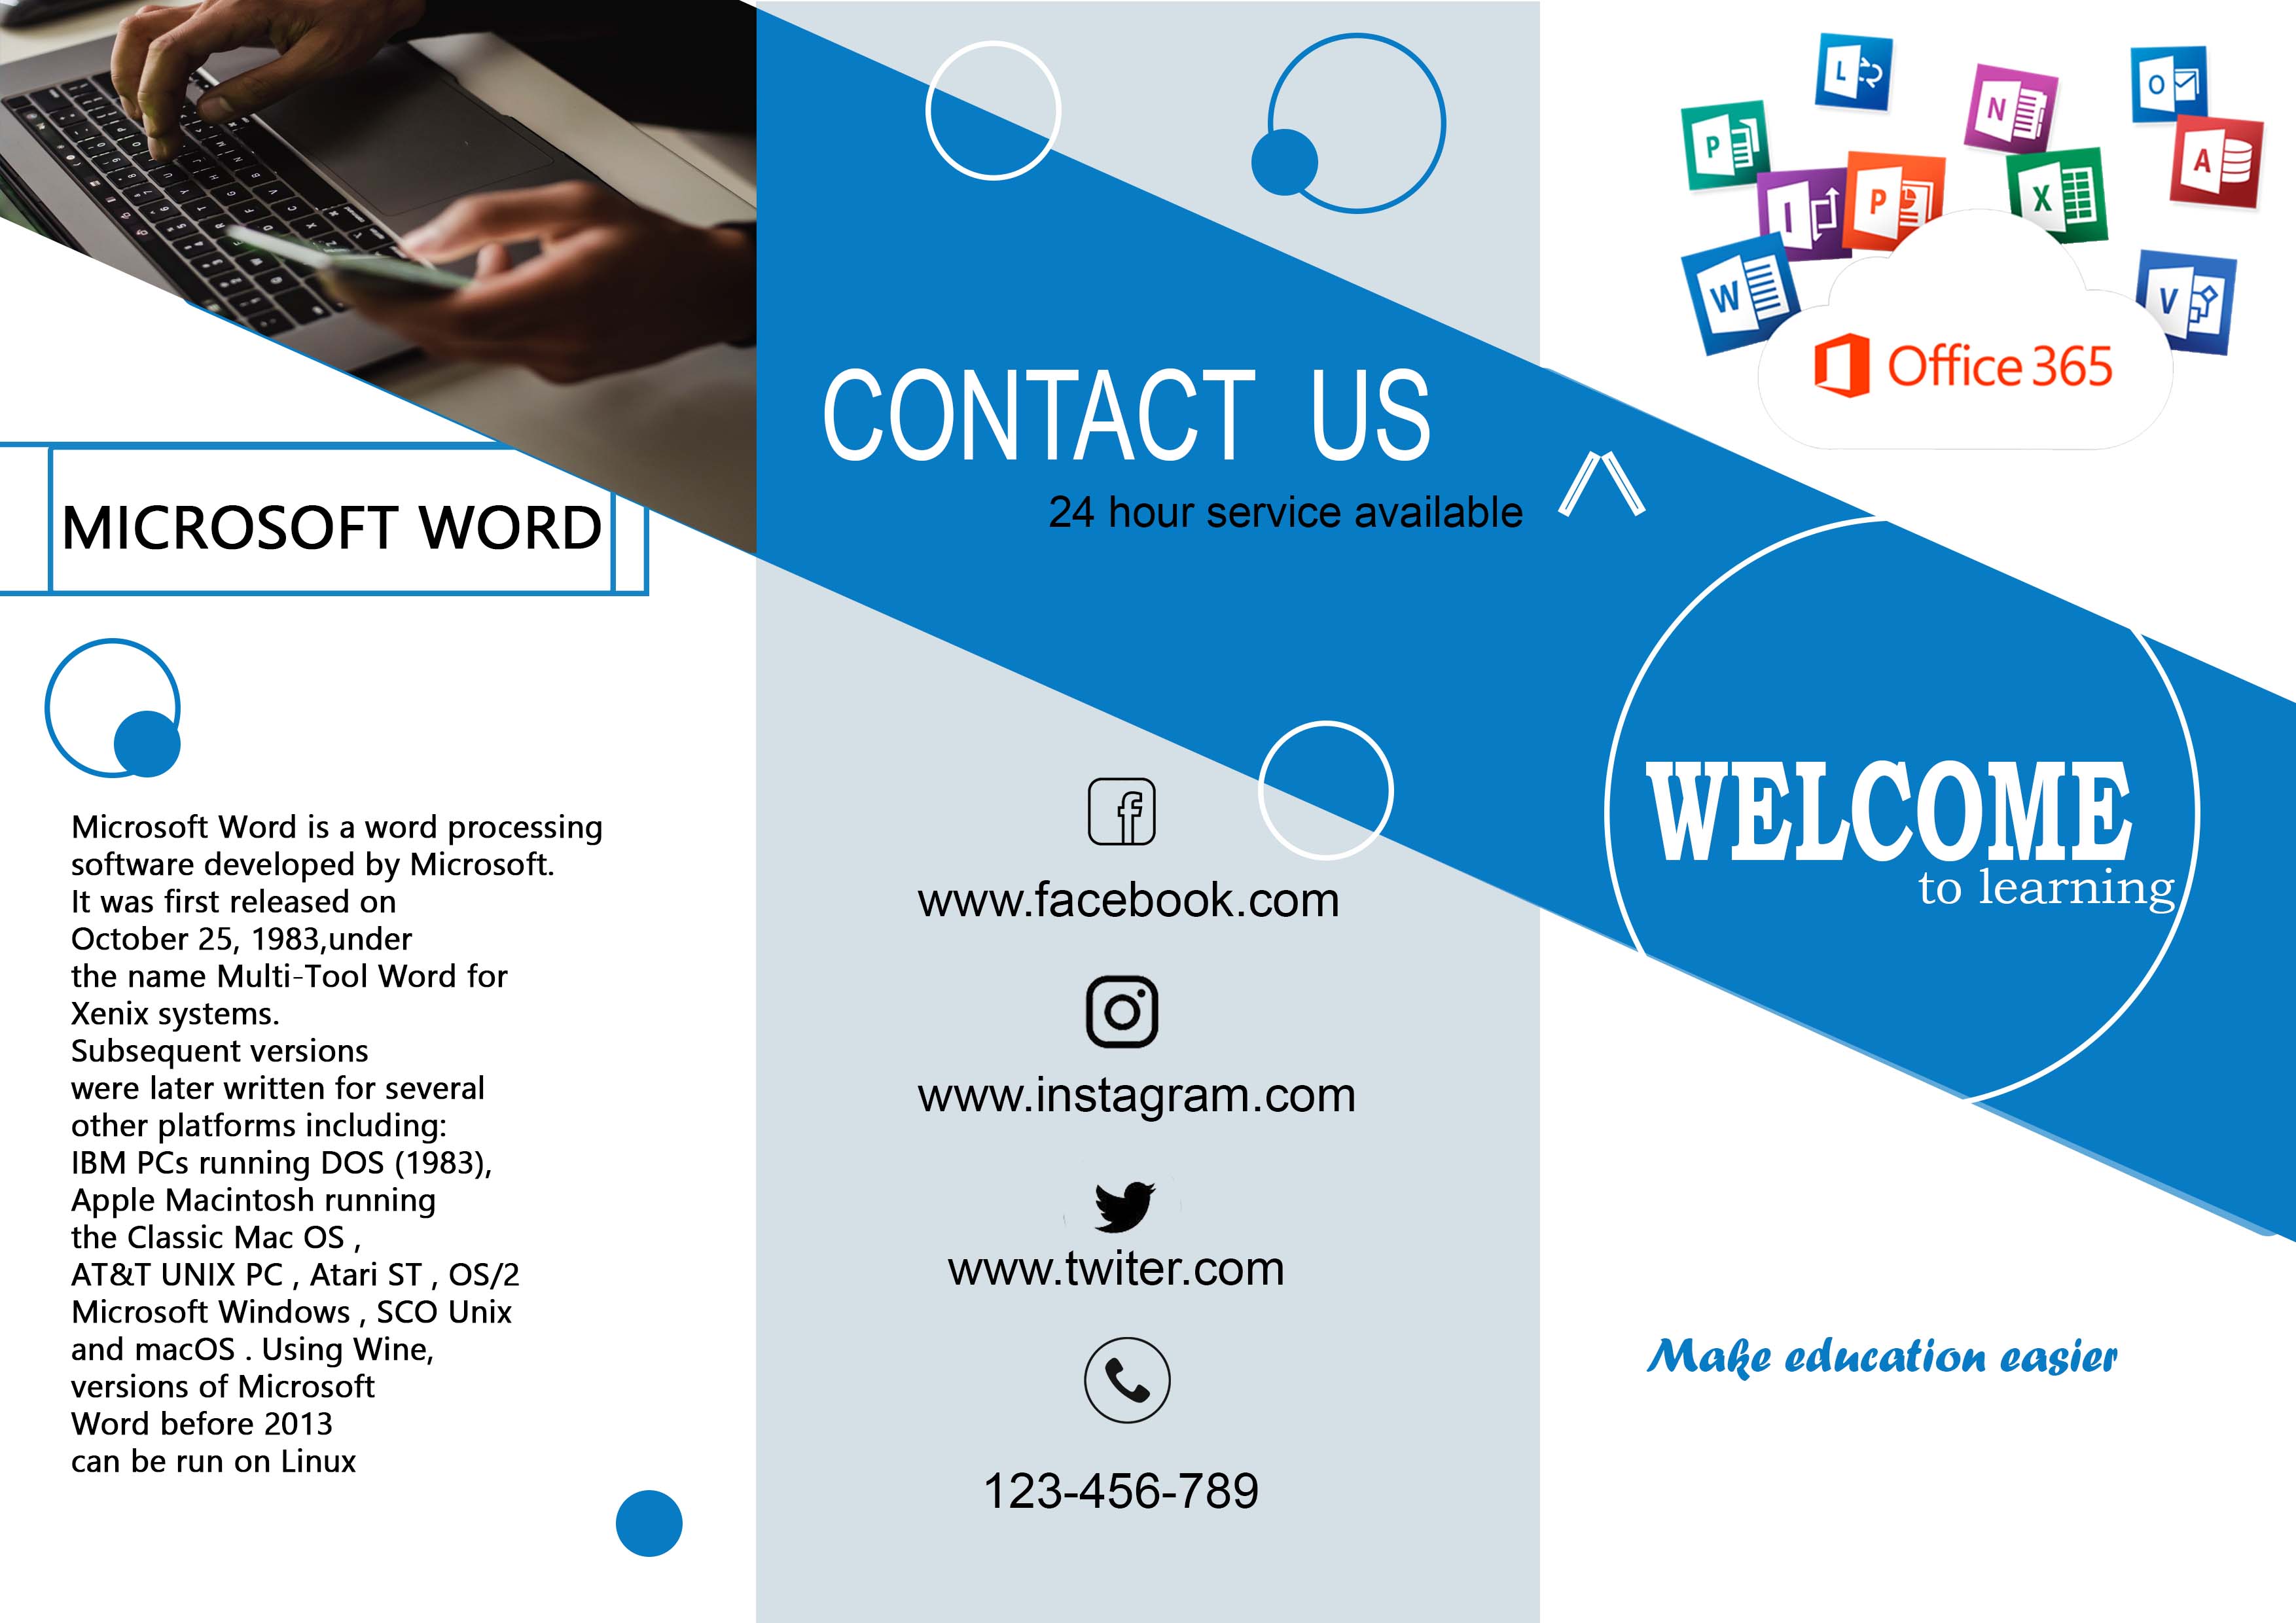 MICROSOFT WORD
Microsoft Word is a word processing
software developed by Microsoft.
It was first released on
October 25, 1983,under
the name Multi-Tool Word for
Xenix systems.
Subsequent versions
were later written for several
other platforms including:
IBM PCs running DOS (1983),
Apple Macintosh running
the Classic Mac OS ,
AT&T UNIX PC , Atari ST , OS/2
Microsoft Windows , SCO Unix
and macOS . Using Wine,
versions of Microsoft
Word before 2013
can be run on Linux
CONTACT US
24 hour service available
www.facebook.com
www.instagram.com
www.twiter.com
123-456-789
L
O
N
P
A
I
P
X
W
V
Office 365
WELCOME
to learning
Make education easier